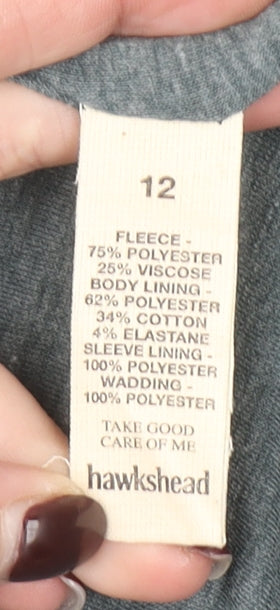 12
FLEECE -
75% POLYESTER
25% VISCOSE
BODY LINING -
62% POLYESTER
34% COTTON
4% ELASTANE
SLEEVE LINING -
100% POLYESTER
WADDING -
100% POLYESTER
TAKE GOOD
CARE OF ME
hawkshead